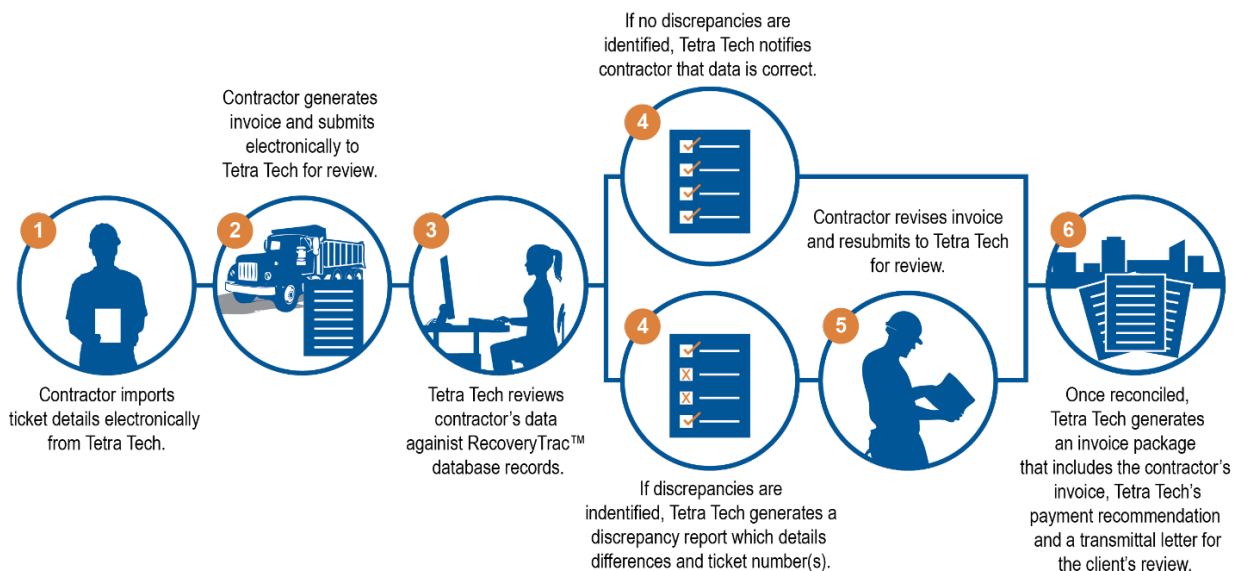 1
Contractor imports
ticket details electronically
from Tetra Tech.
Contractor generates
invoice and submits
electronically to
Tetra Tech for review.
2
3
Tetra Tech reviews
contractor's data
againist RecoveryTrac™
database records.
If no discrepancies are
identified, Tetra Tech notifies
contractor that data is correct.
4
4
If discrepancies are
indentified, Tetra Tech generates a
discrepancy report which details
differences and ticket number(s).
Contractor revises invoice
and resubmits to Tetra Tech
for review.
5
6
Once reconciled,
Tetra Tech generates
an invoice package
that includes the contractor's
invoice, Tetra Tech's
payment recommendation
and a transmittal letter for
the client's review.